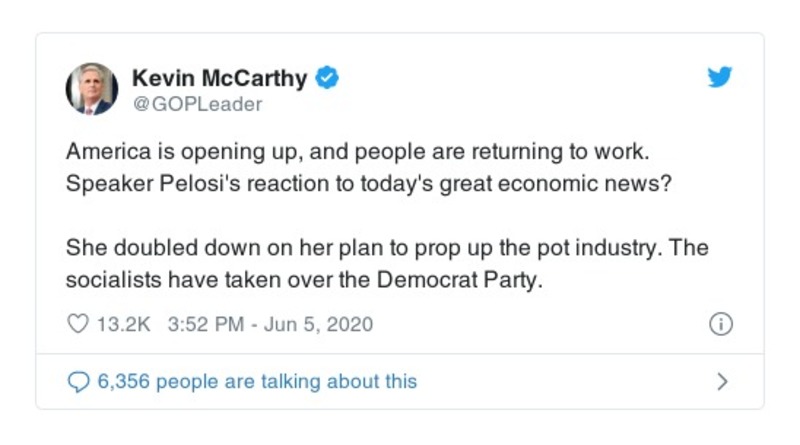 Kevin McCarthy
@GOPLeader
America is opening up, and people are returning to work.
Speaker Pelosi's reaction to today's great economic news?
She doubled down on her plan to prop up the pot industry. The
socialists have taken over the Democrat Party.
13.2K 3:52 PM - Jun 5, 2020
6,356 people are talking about this